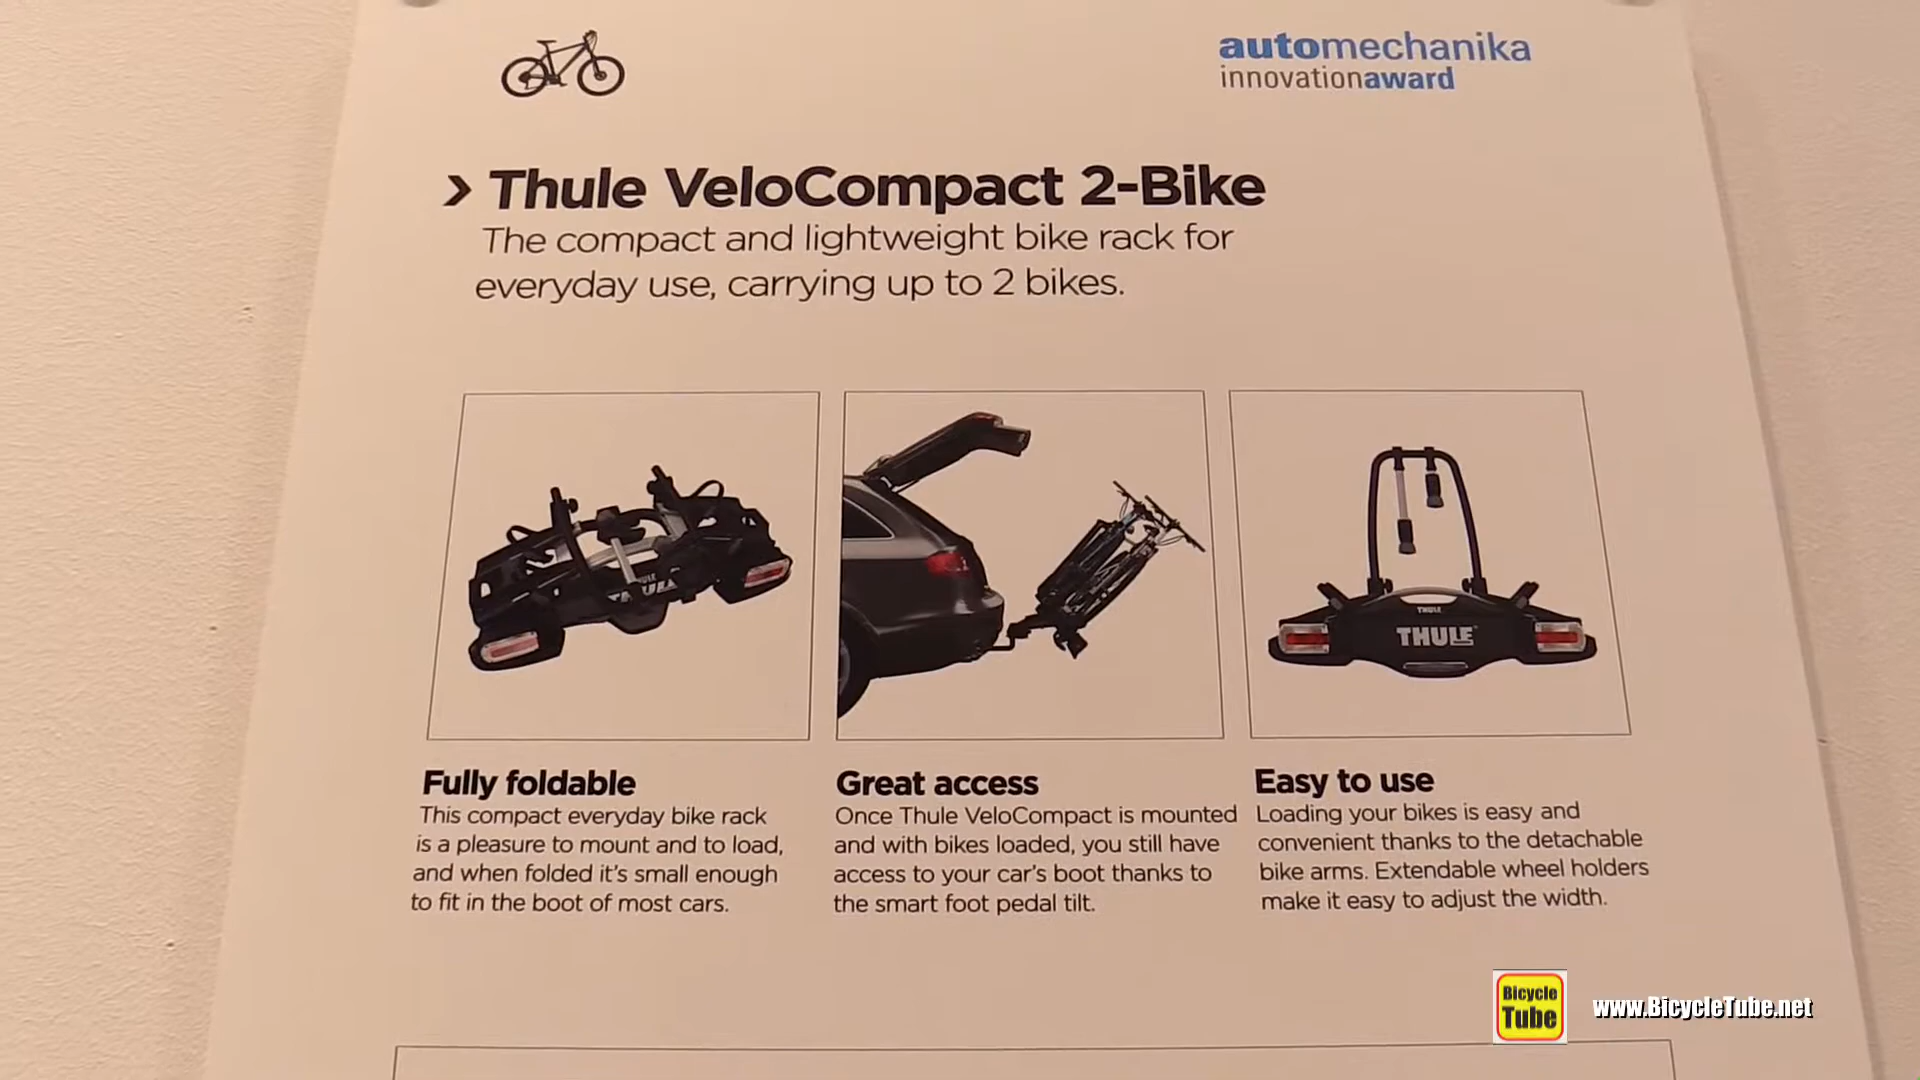 automechanika
innovationaward
> Thule VeloCompact 2-Bike
The compact and lightweight bike rack for
everyday use, carrying up to 2 bikes.
THULE
THULE
THULE
THULE
Fully foldable
This compact everyday bike rack
is a pleasure to mount and to load,
and when folded it's small enough
to fit in the boot of most cars.
Great access
Once Thule VeloCompact is mounted
and with bikes loaded, you still have
access to your car's boot thanks to
the smart foot pedal tilt.
Easy to use
Loading your bikes is easy and
convenient thanks to the detachable
bike arms. Extendable wheel holders
make it easy to adjust the width.
Bicycle
Tube
www.BicycleTube.net